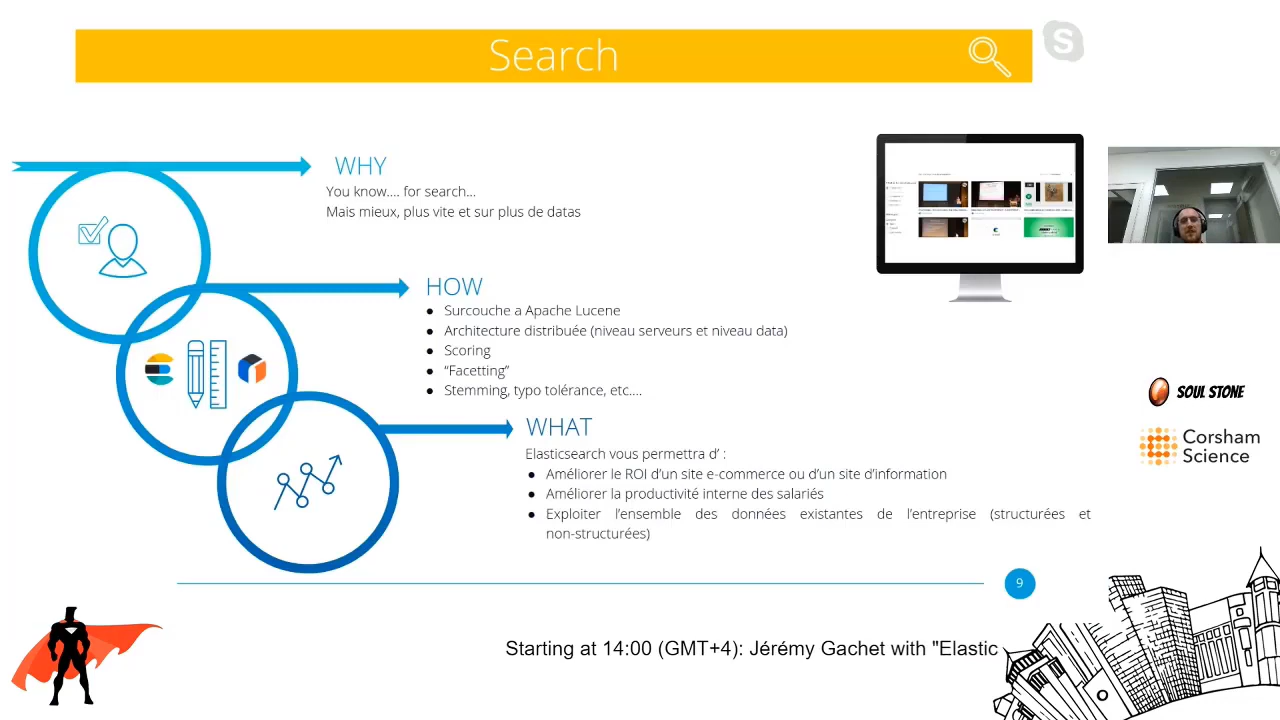 Search
WHY
You know.... for search...
Mais mieux, plus vite et sur plus de datas
HOW
● Surcouche a Apache Lucene
● Architecture distribuée (niveau serveurs et niveau data)
● Scoring
● “Facetting”
● Stemming, typo tolérance, etc....
WHAT
Elasticsearch vous permettra d’ :
● Améliorer le ROI d’un site e-commerce ou d’un site d’information
● Améliorer la productivité interne des salariés
● Exploiter l’ensemble des données existantes de l’entreprise (structurées et
non-structurées)
9
SOUL STONE
Corsham
Science
Starting at 14:00 (GMT+4): Jérémy Gachet with "Elastic